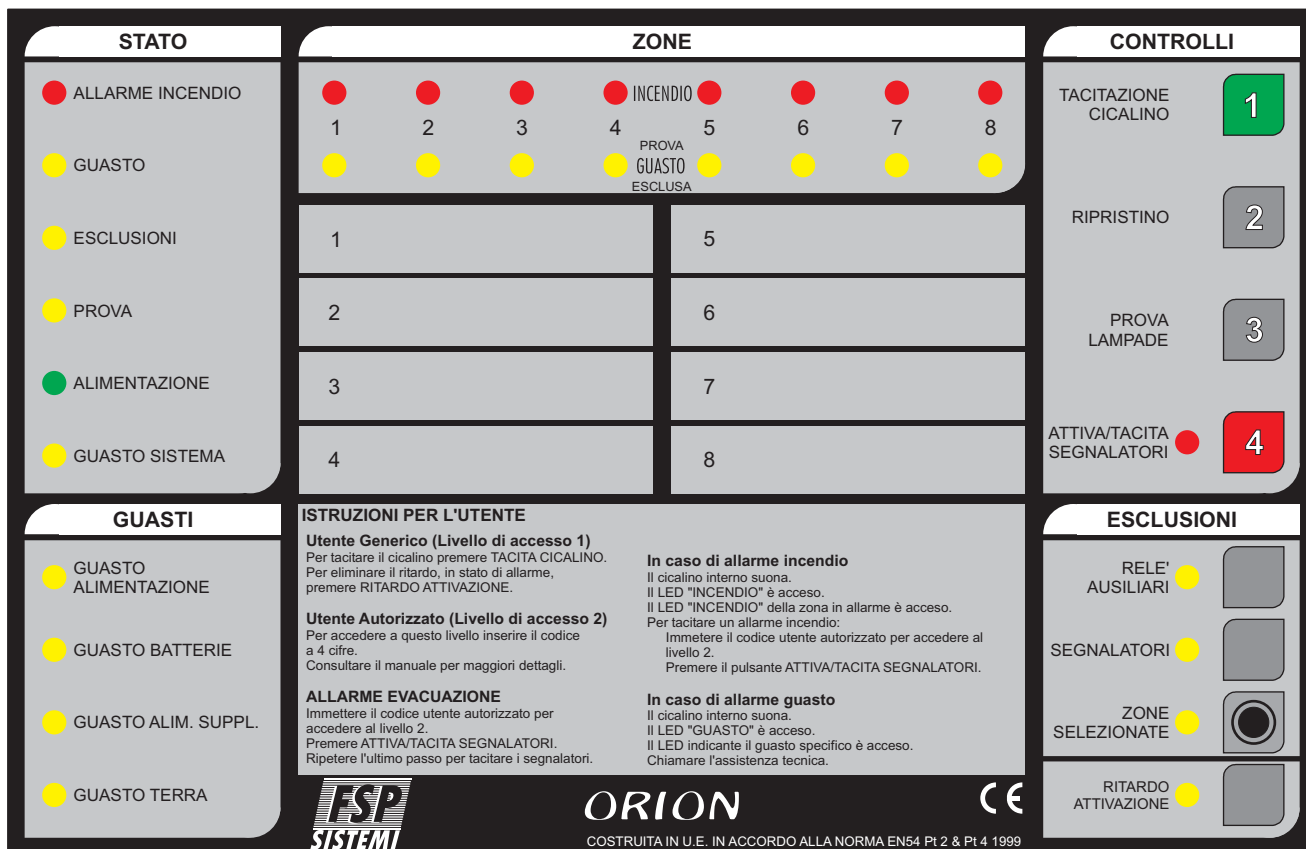 STATO
ALLARME INCENDIO
GUASTO
ESCLUSIONI
PROVA
ALIMENTAZIONE
GUASTO SISTEMA
ZONE
INCENDIO
1 2 3 4 5 6 7 8
PROVA
GUASTO
ESCLUSA
1
2
3
4
5
6
7
8
CONTROLLI
TACITAZIONE
CICALINO
1
RIPRISTINO
2
PROVA
LAMPADE
3
ATTIVA/TACITA
SEGNALATORI
4
GUASTI
GUASTO
ALIMENTAZIONE
GUASTO BATTERIE
GUASTO ALIM. SUPPL.
GUASTO TERRA
ISTRUZIONI PER L'UTENTE
Utente Generico (Livello di accesso 1)
Per tacitare il cicalino premere TACITA CICALINO.
Per eliminare il ritardo, in stato di allarme,
premere RITARDO ATTIVAZIONE.
Utente Autorizzato (Livello di accesso 2)
Per accedere a questo livello inserire il codice
a 4 cifre.
Consultare il manuale per maggiori dettagli.
ALLARME EVACUAZIONE
Immettere il codice utente autorizzato per
accedere al livello 2.
Premere ATTIVA/TACITA SEGNALATORI.
Ripetere l'ultimo passo per tacitare i segnalatori.
In caso di allarme incendio
Il cicalino interno suona.
Il LED "INCENDIO" è acceso.
Il LED "INCENDIO" della zona in allarme è acceso.
Per tacitare un allarme incendio:
Immetere il codice utente autorizzato per accedere al
livello 2.
Premere il pulsante ATTIVA/TACITA SEGNALATORI.
In caso di allarme guasto
Il cicalino interno suona.
Il LED "GUASTO" è acceso.
Il LED indicante il guasto specifico è acceso.
Chiamare l'assistenza tecnica.
ESCLUSIONI
RELE'
AUSILIARI
SEGNALATORI
ZONE
SELEZIONATE
RITARDO
ATTIVAZIONE
FSP
SISTEMI
ORION
CE
COSTRUITA IN U.E. IN ACCORDO ALLA NORMA EN54 Pt 2 & Pt 4 1999